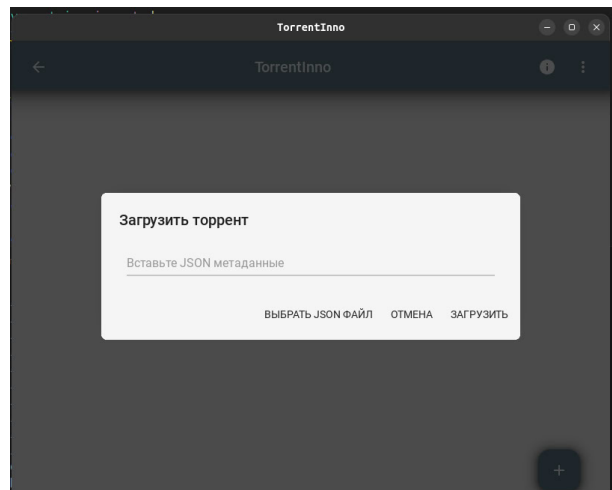 TorrentInno
TorrentInno
Загрузить торрент
Вставьте JSON метаданные
ВЫБРАТЬ JSON ФАЙЛ ОТМЕНА ЗАГРУЗИТЬ